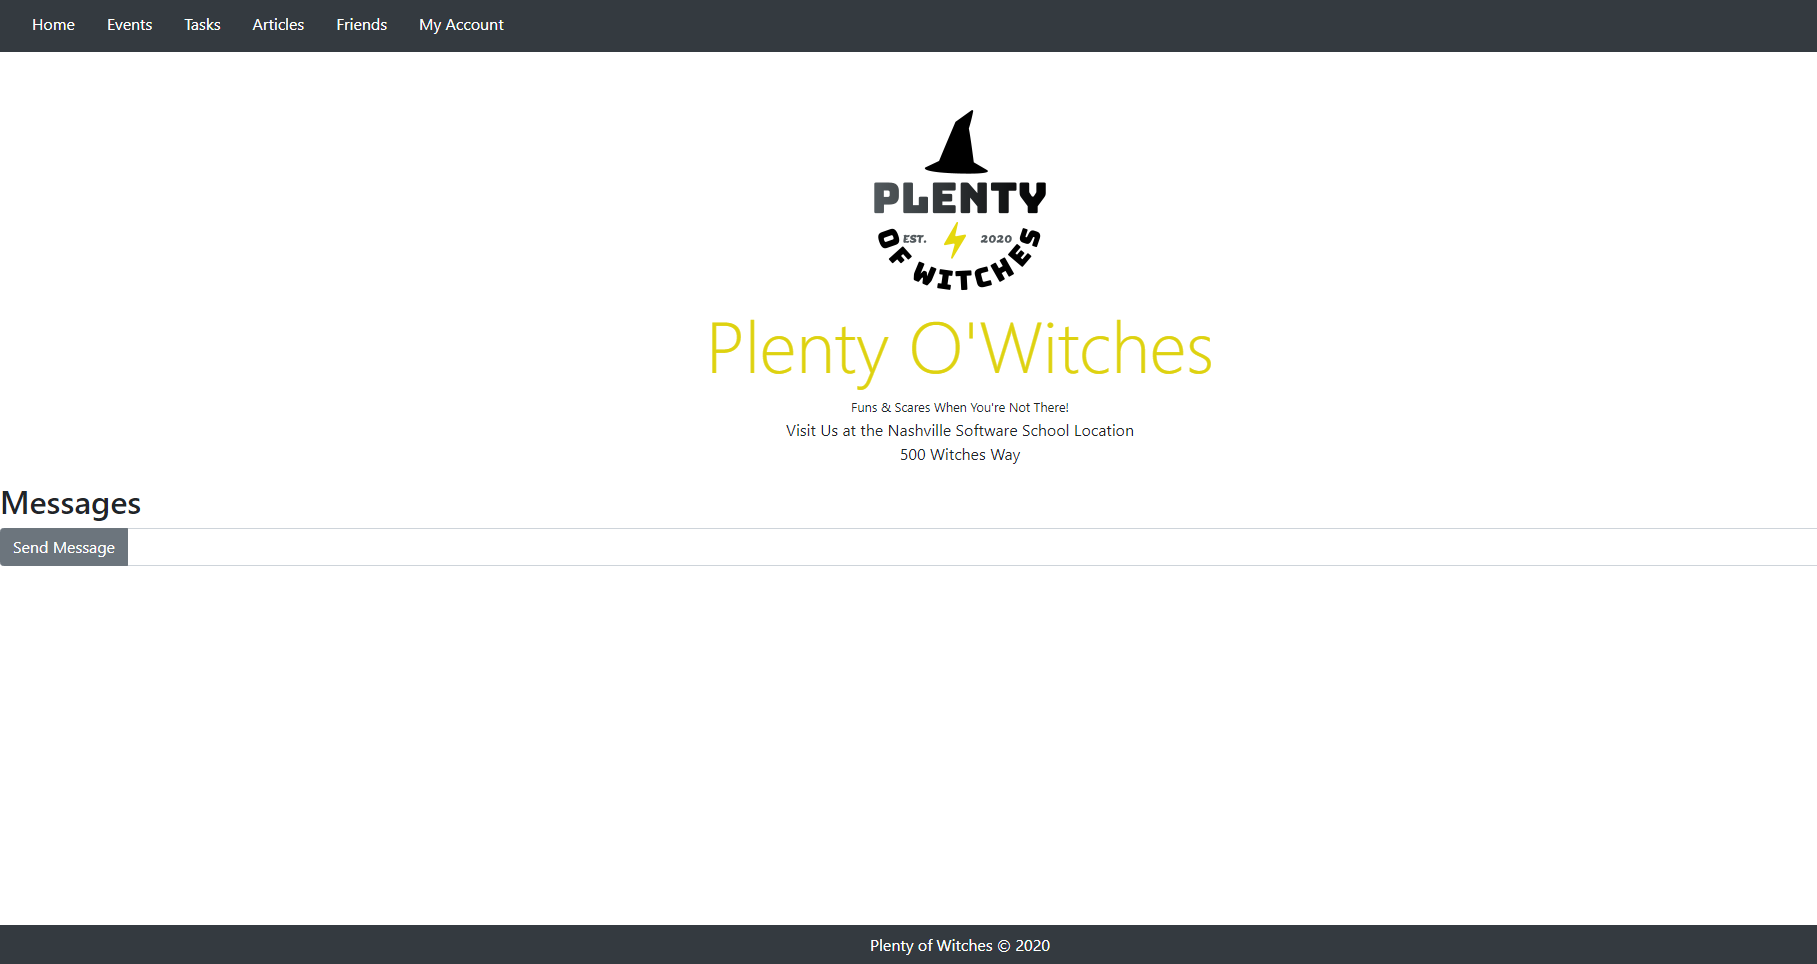 Home Events Tasks Articles Friends My Account
PLENTY
EST. 2020
OF WITCHES
Plenty O'Witches
Funs & Scares When You're Not There!
Visit Us at the Nashville Software School Location
500 Witches Way
Messages
Send Message
Plenty of Witches © 2020